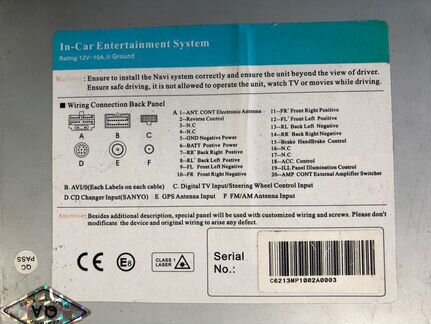 In-Car Entertainment System
Rating:12V⎓10A, Ground
Warning: Ensure to install the Navi system correctly and ensure the unit beyond the view of driver.
Ensure safe driving, it is not allowed to operate the unit, watch TV or movies while driving.
Wiring Connection Back Panel
A B C
D E F
A 1--ANT. CONT Electronie Antenna
2--Reverse Control
3--N.C
4--N.C
5--GND Negative Power
6--BATT Postive Power
7--RR⁺ Back Right Positive
8--RL⁺ Back Left Positive
9--FL⁻ Front Left Negative
10--FR⁻ Front Right Negative
11--FR⁺ Front Right Positive
12--FL⁺ Front Left Positive
13--RL⁻ Back Left Negative
14--RR⁻ Back Right Negative
15--Brake HandBrake Control
16--N.C
17--N.C
18--ACC. Control
19--ILL Panel Illumination Control
20--AMP CONT External Amplifier Switcher
B. AVI/0(Each Labels on each cable) C. Digital TV Input/Steering Wheel Control Input
D CD Changer Input(SANYO) E GPS Antenna Input F FM/AM Antenna Input
Attention: Besides additional description, special panel will be used with customized wiring and screws. Please don't
modificate the device and original wiring to arise any defect.
QC
PASS
CE E8 CLASS 1
LASER
Serial
No.:
C6213MP1002A0003